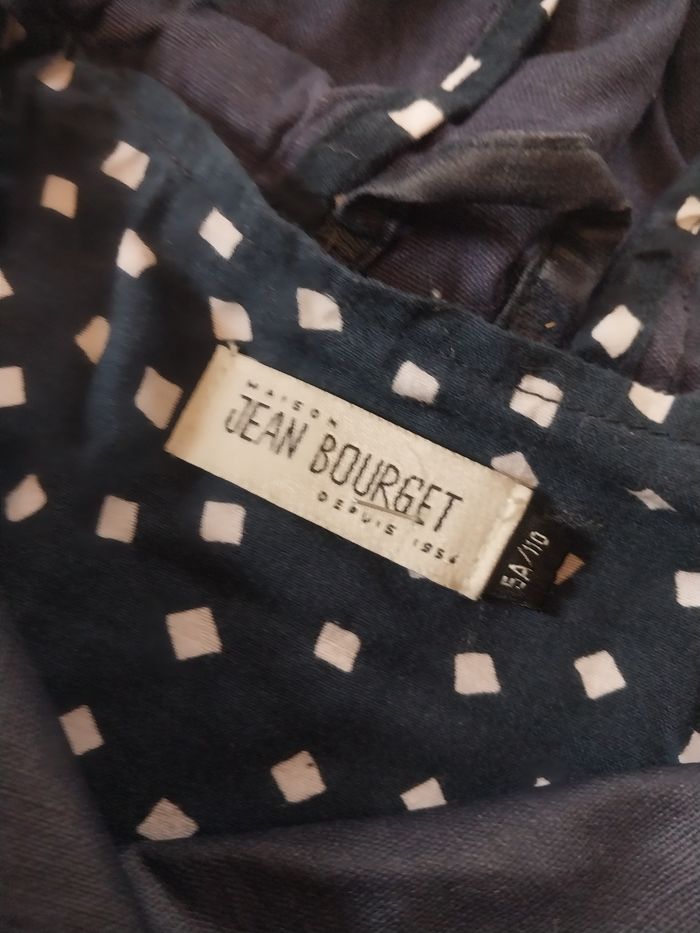 MAISON
JEAN BOURGET
DEPUIS 1954
5A/110